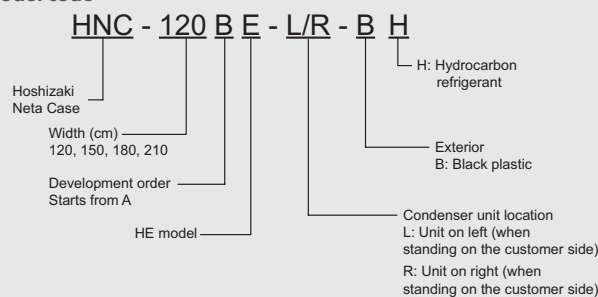 HNC - 120 B E - L/R - B H
H: Hydrocarbon
refrigerant
Hoshizaki
Neta Case
Width (cm)
120, 150, 180, 210
Exterior
B: Black plastic
Development order
Starts from A
HE model
Condenser unit location
L: Unit on left (when
standing on the customer side)
R: Unit on right (when
standing on the customer side)